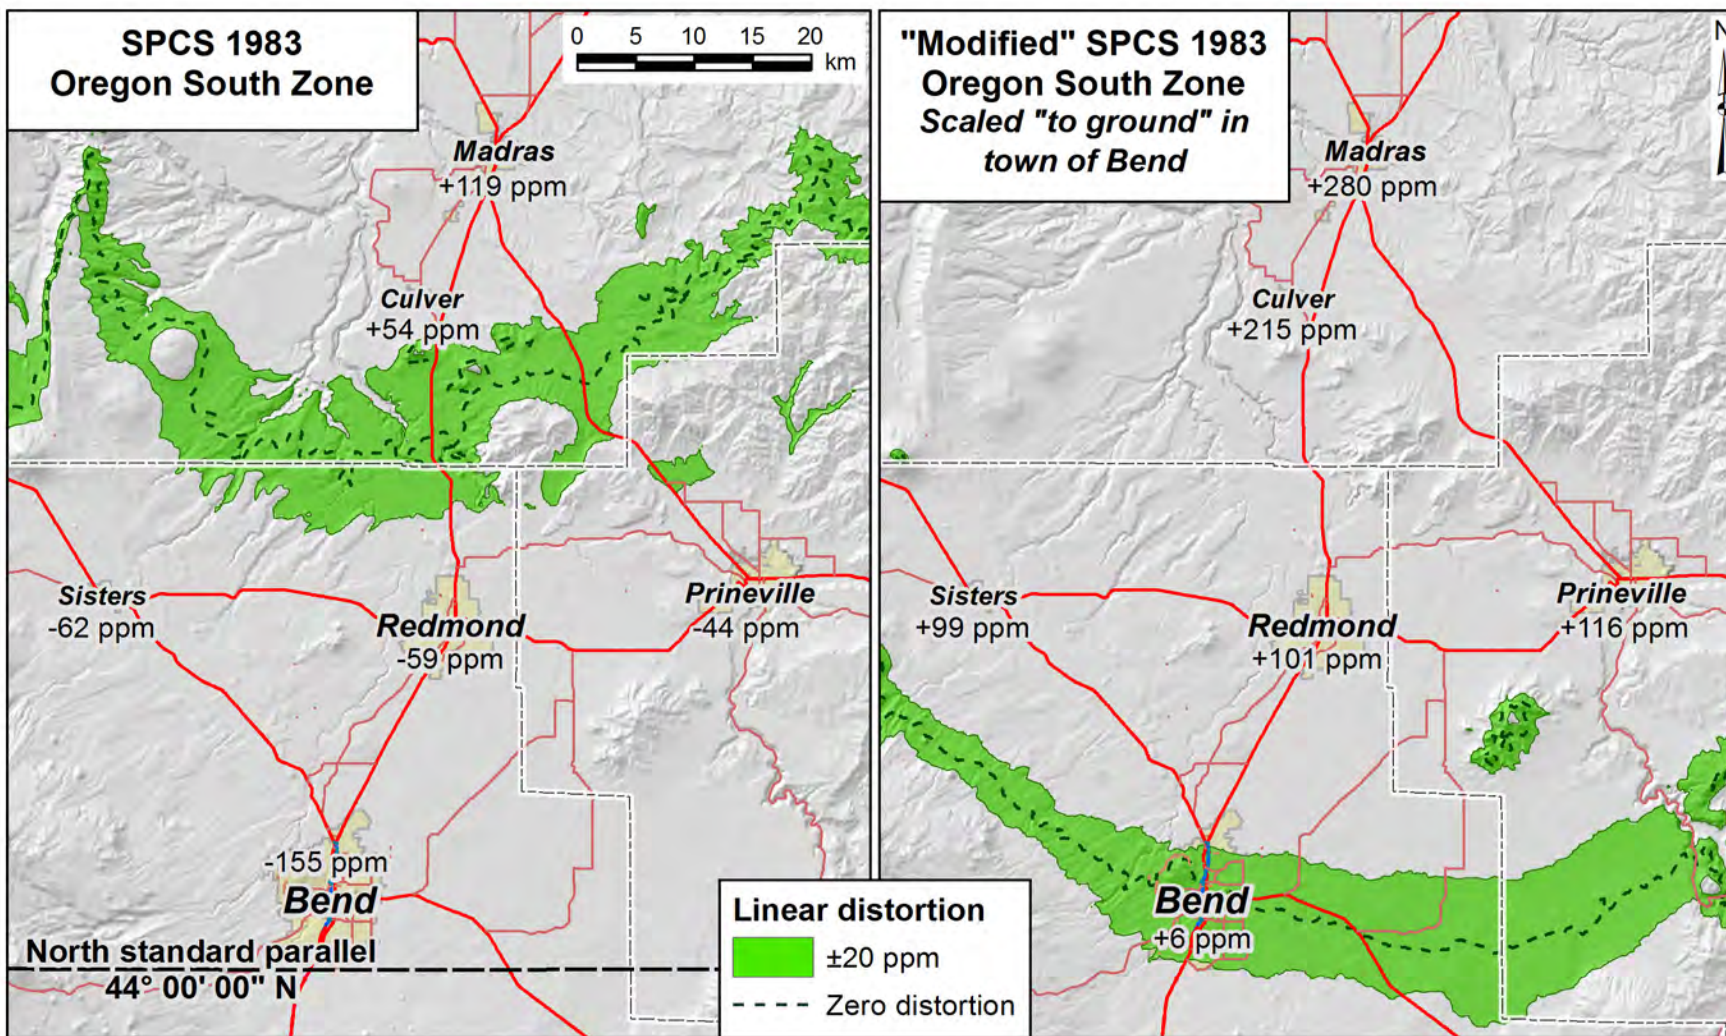 SPCS 1983
Oregon South Zone
0 5 10 15 20
km
Madras
+119 ppm
Culver
+54 ppm
Sisters
-62 ppm
Redmond
-59 ppm
Prineville
-44 ppm
-155 ppm
Bend
North standard parallel
44° 00' 00" N
"Modified" SPCS 1983
Oregon South Zone
Scaled "to ground" in
town of Bend
N
Madras
+280 ppm
Culver
+215 ppm
Sisters
+99 ppm
Redmond
+101 ppm
Prineville
+116 ppm
Bend
+6 ppm
Linear distortion
±20 ppm
Zero distortion